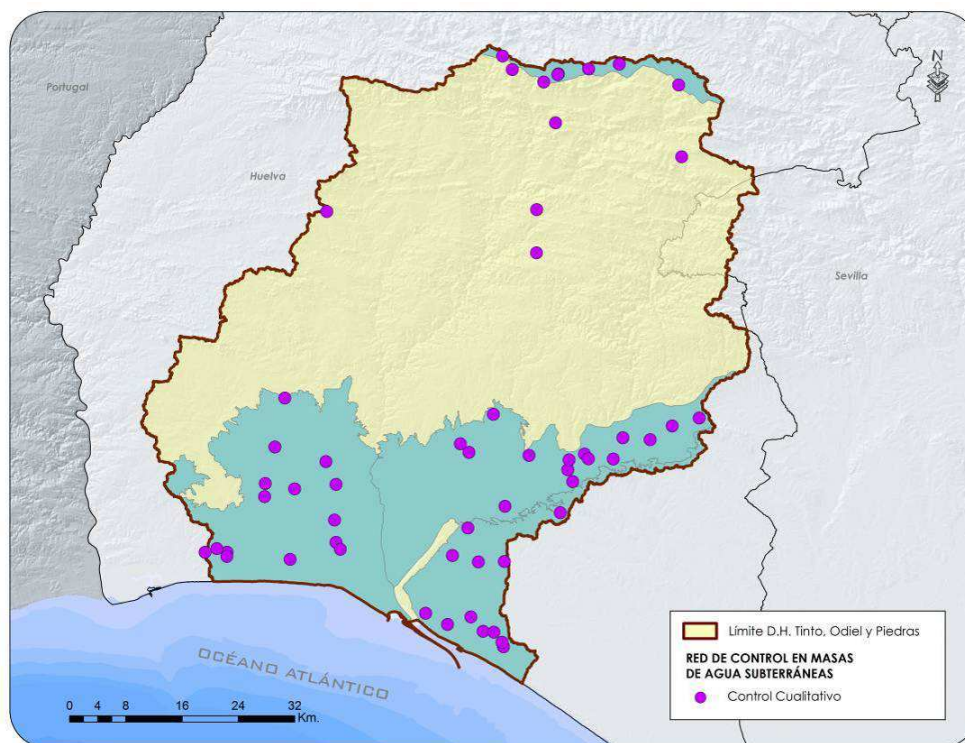 N
Portugal
Huelva
Sevilla
OCÉANO ATLÁNTICO
0 4 8 16 24 32
Km.
Límite D.H. Tinto, Odiel y Piedras
RED DE CONTROL EN MASAS
DE AGUA SUBTERRÁNEAS
Control Cualitativo